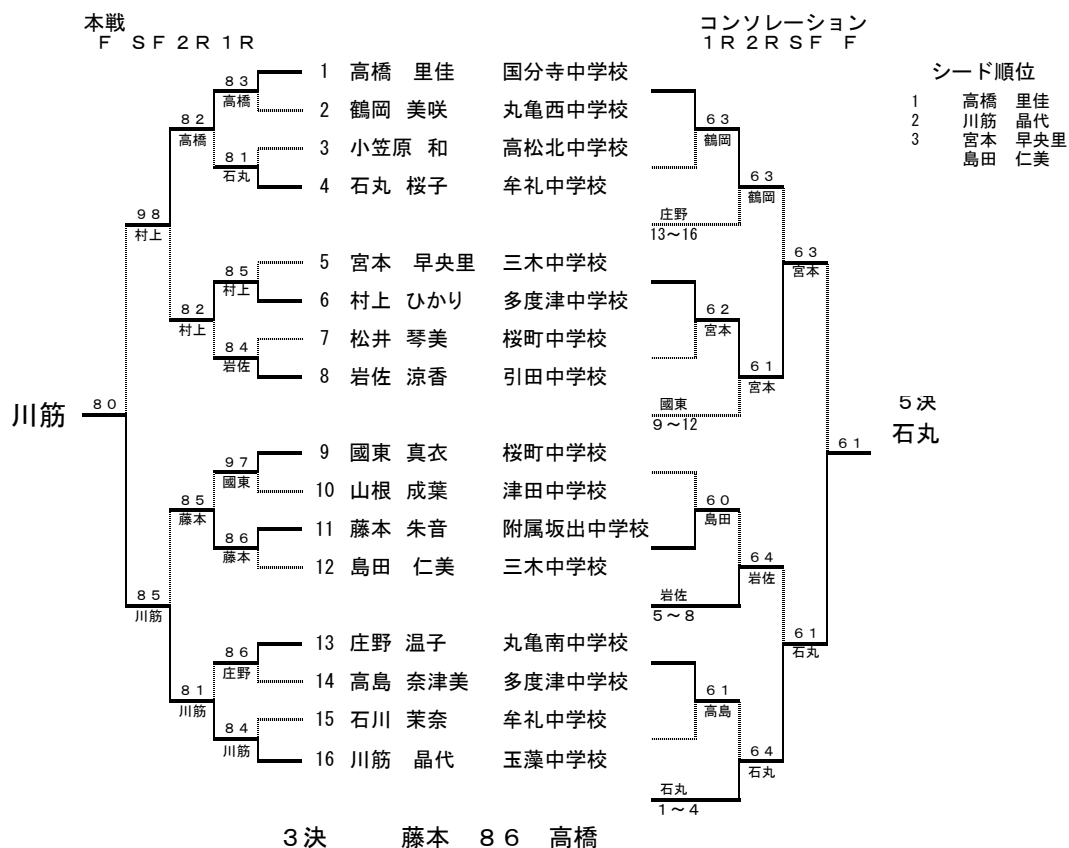 本戦
F SF 2R 1R
コンソレーション
1R 2R SF F
シード順位
1 高橋 里佳
2 川筋 晶代
3 宮本 早央里
島田 仁美
1 高橋 里佳 国分寺中学校
2 鶴岡 美咲 丸亀西中学校
3 小笠原 和 高松北中学校
4 石丸 桜子 牟礼中学校
5 宮本 早央里 三木中学校
6 村上 ひかり 多度津中学校
7 松井 琴美 桜町中学校
8 岩佐 涼香 引田中学校
9 國東 真衣 桜町中学校
10 山根 成葉 津田中学校
11 藤本 朱音 附属坂出中学校
12 島田 仁美 三木中学校
13 庄野 温子 丸亀南中学校
14 高島 奈津美 多度津中学校
15 石川 茉奈 牟礼中学校
16 川筋 晶代 玉藻中学校
83
高橋
81
石丸
85
村上
84
岩佐
97
國東
86
藤本
86
庄野
84
川筋
82
高橋
82
村上
85
藤本
81
川筋
98
村上
85
川筋
80
川筋
63
鶴岡
62
宮本
60
島田
61
高島
庄野
13～16
國東
9～12
岩佐
5～8
石丸
1～4
63
鶴岡
61
宮本
64
岩佐
64
石丸
63
宮本
61
石丸
61
5決
石丸
3決 藤本 86 高橋